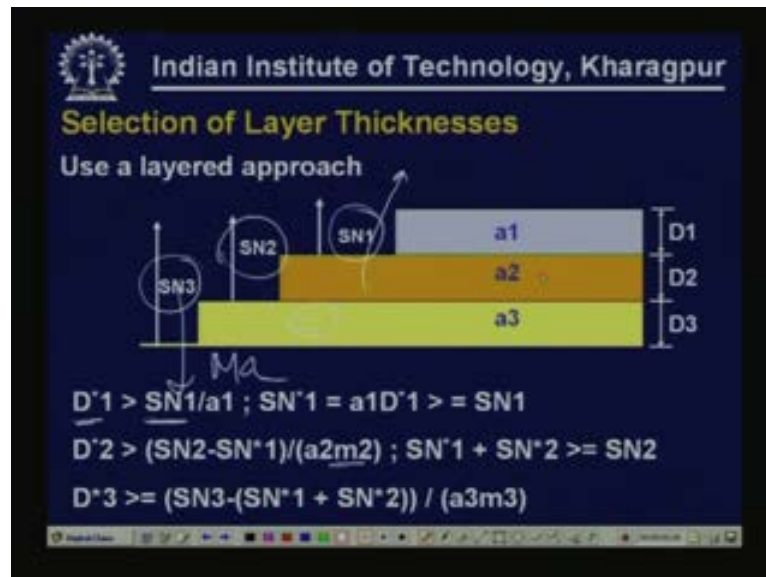 Indian Institute of Technology, Kharagpur
Selection of Layer Thicknesses
Use a layered approach
SN3
SN2
SN1
a1
D1
a2
D2
a3
D3
Ma
D*1 > SN1/a1 ; SN*1 = a1D*1 > = SN1
D*2 > (SN2-SN*1)/(a2m2) ; SN*1 + SN*2 >= SN2
D*3 >= (SN3-(SN*1 + SN*2)) / (a3m3)